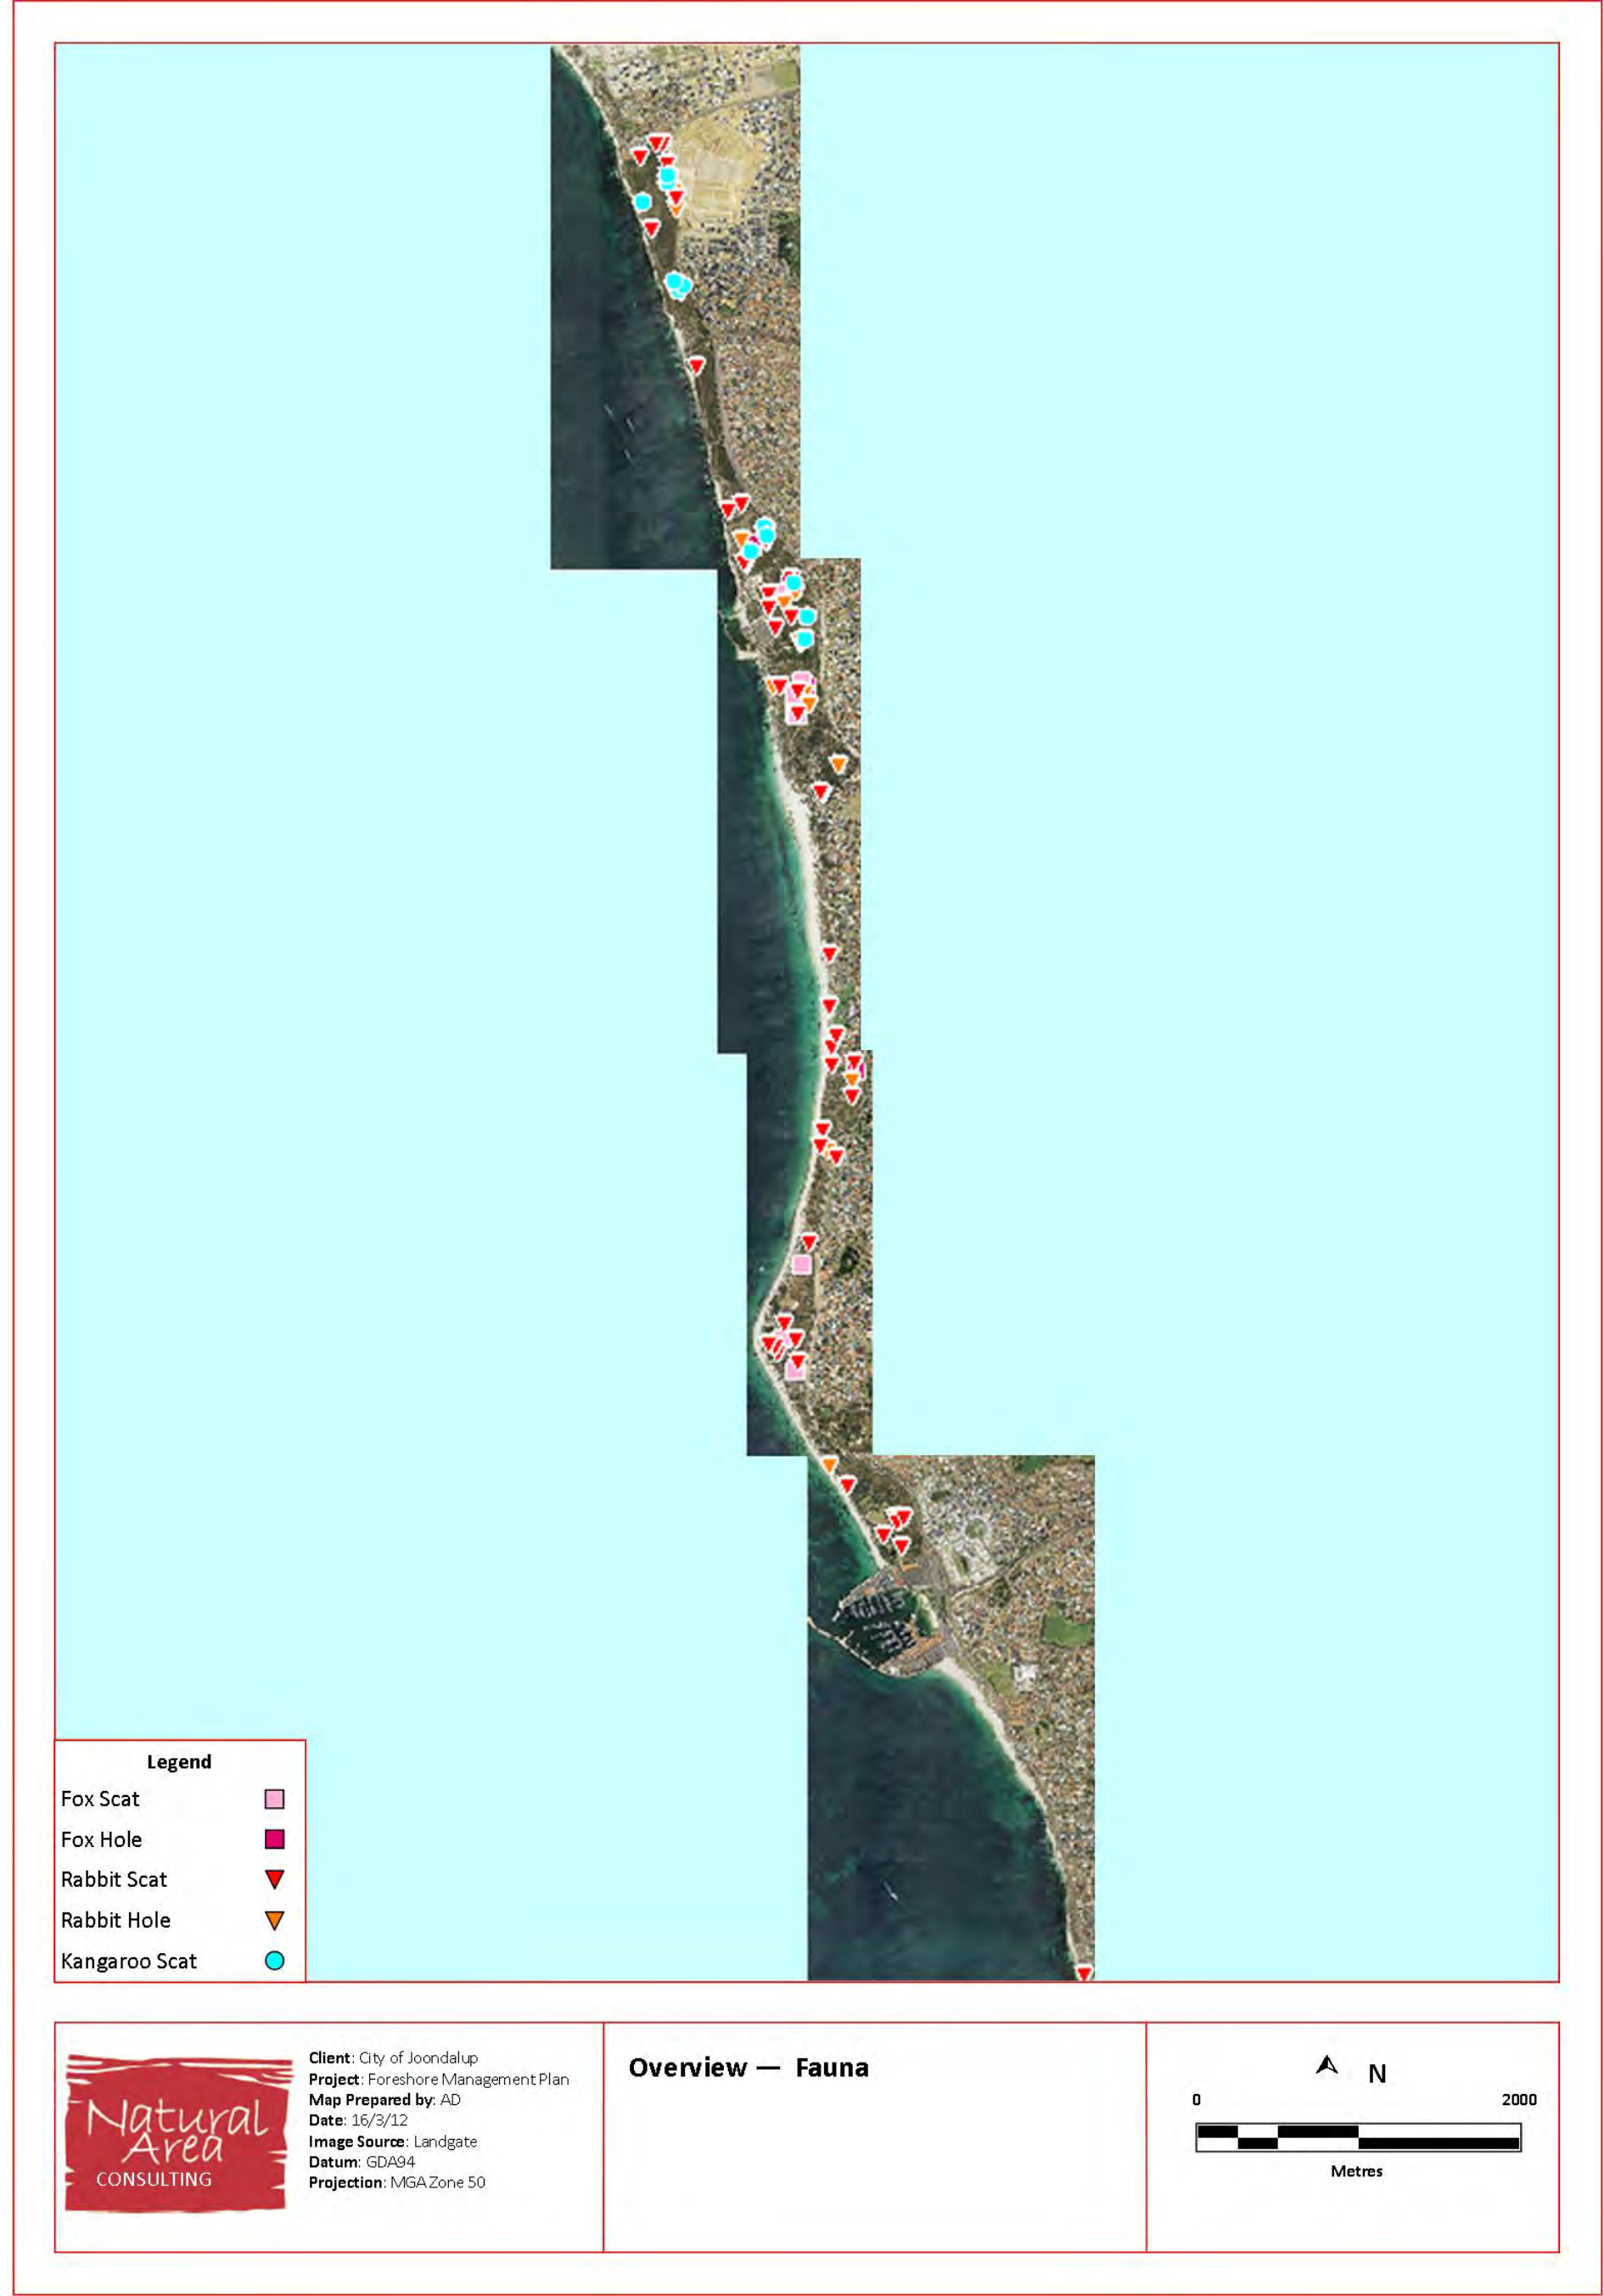 Legend
Fox Scat
Fox Hole
Rabbit Scat
Rabbit Hole
Kangaroo Scat
Natural
Area
CONSULTING
Client: City of Joondalup
Project: Foreshore Management Plan
Map Prepared by: AD
Date: 16/3/12
Image Source: Landgate
Datum: GDA94
Projection: MGA Zone 50
Overview — Fauna
N
0 2000
Metres